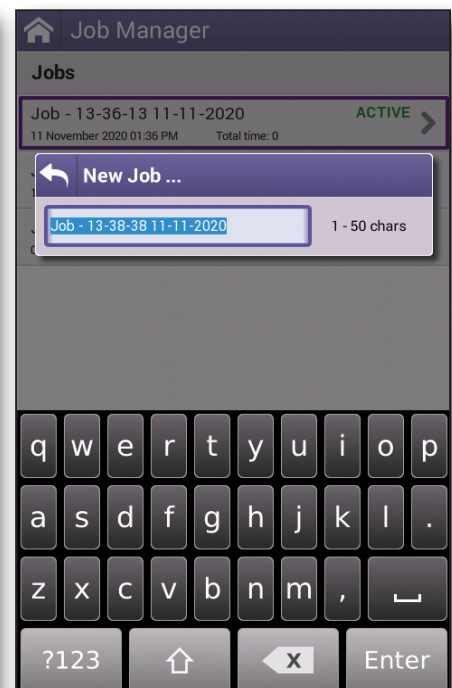 Job Manager
Jobs
Job - 13-36-13 11-11-2020 ACTIVE
11 November 2020 01:36 PM Total time: 0
New Job ...
Job - 13-38-38 11-11-2020 1 - 50 chars
q w e r t y u i o p
a s d f g h j k l .
z x c v b n m ,
?123 x Enter